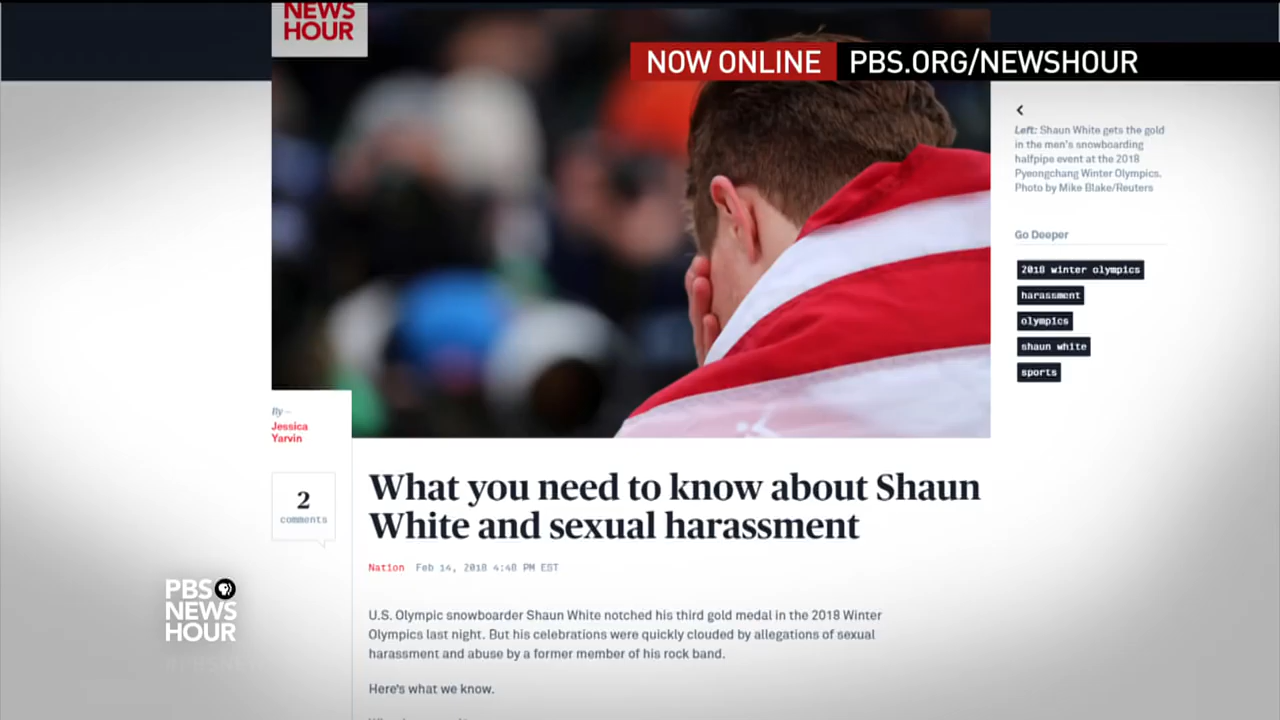 NEWS
HOUR
NOW ONLINE
PBS.ORG/NEWSHOUR
Left: Shaun White gets the gold
in the men's snowboarding
halfpipe event at the 2018
Pyeongchang Winter Olympics.
Photo by Mike Blake/Reuters
Go Deeper
2018 winter olympics
harassment
olympics
shaun white
sports
By –
Jessica
Yarvin
2
comments
What you need to know about Shaun
White and sexual harassment
Nation Feb 14, 2018 4:48 PM EST
U.S. Olympic snowboarder Shaun White notched his third gold medal in the 2018 Winter
Olympics last night. But his celebrations were quickly clouded by allegations of sexual
harassment and abuse by a former member of his rock band.
Here's what we know.
PBS
NEWS
HOUR